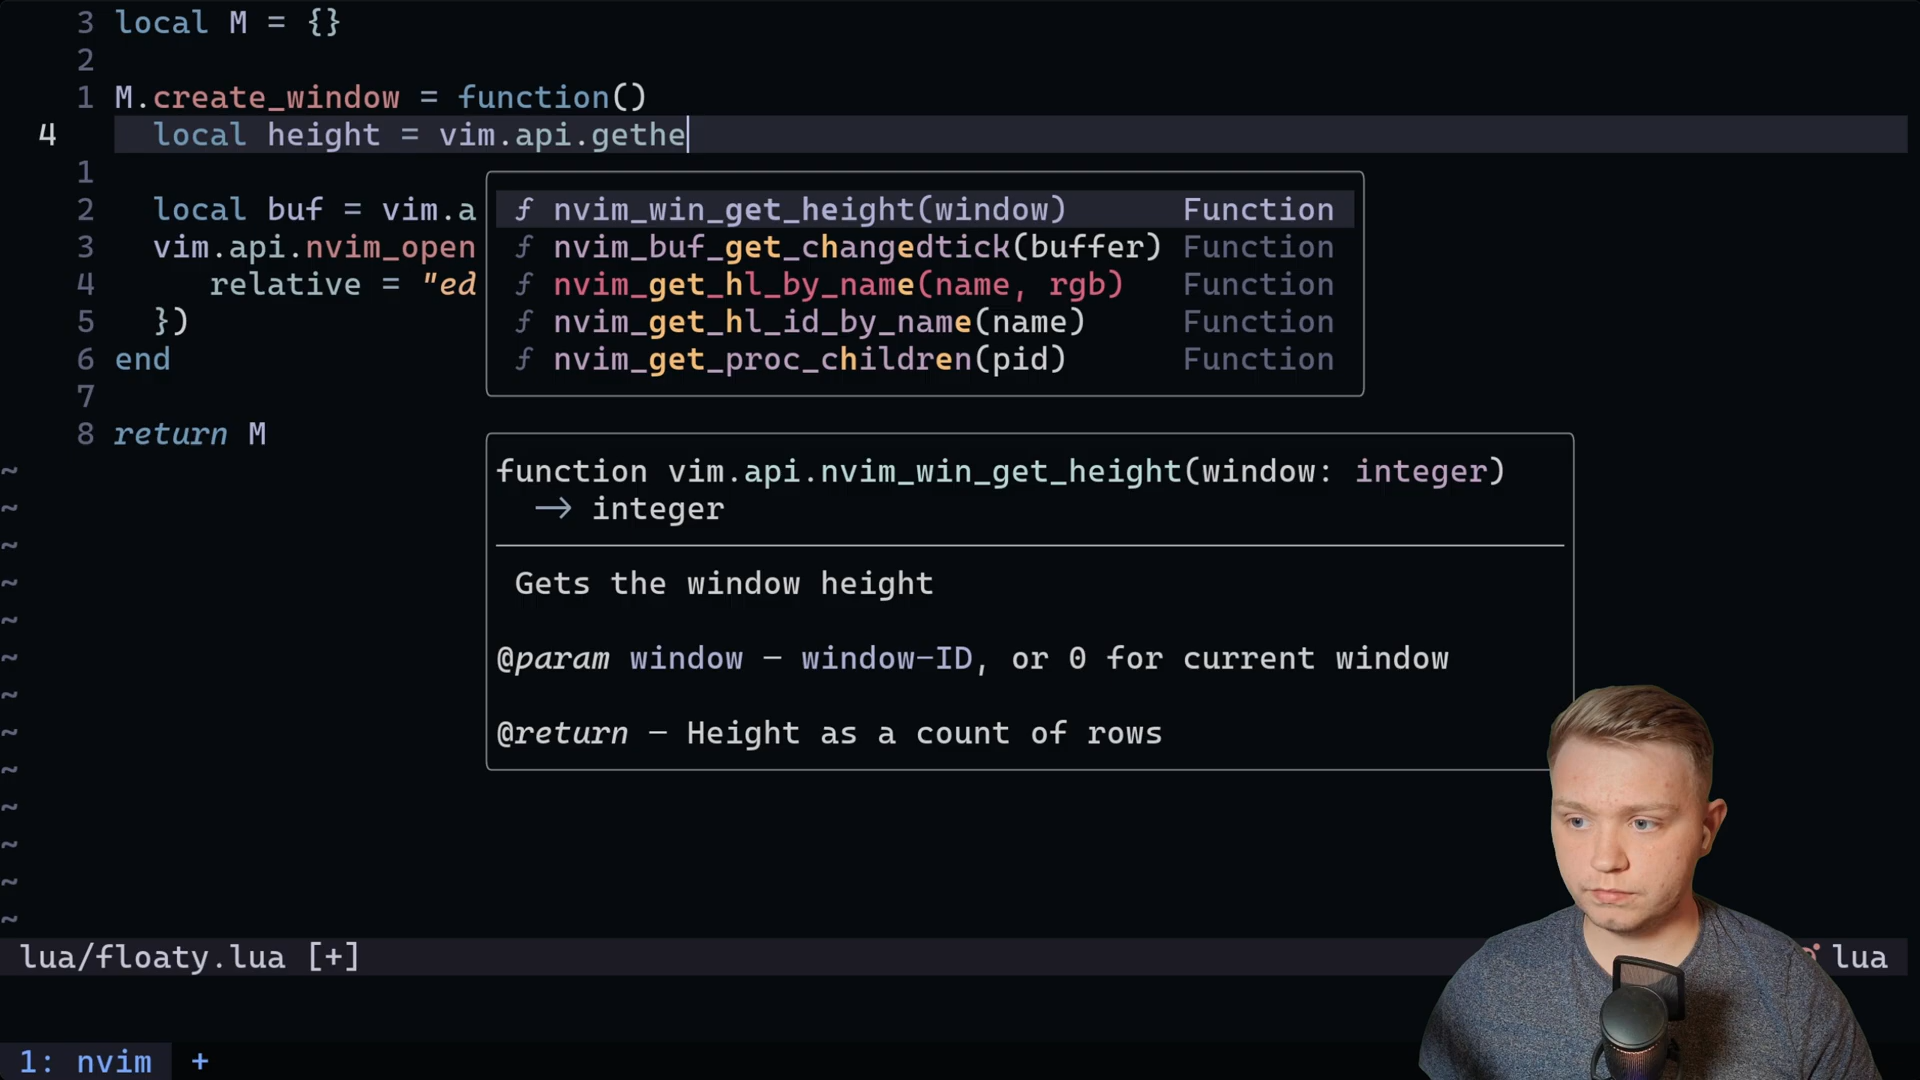 3 local M = {}
2
1 M.create_window = function()
4 local height = vim.api.gethe
1
2 local buf = vim.a
3 vim.api.nvim_open
4 relative = "ed
5 })
6 end
7
8 return M
ƒ nvim_win_get_height(window) Function
ƒ nvim_buf_get_changedtick(buffer) Function
ƒ nvim_get_hl_by_name(name, rgb) Function
ƒ nvim_get_hl_id_by_name(name) Function
ƒ nvim_get_proc_children(pid) Function
function vim.api.nvim_win_get_height(window: integer)
→ integer
Gets the window height
@param window — window-ID, or 0 for current window
@return — Height as a count of rows
~
~
~
~
~
~
~
~
~
~
~
~
~
lua/floaty.lua [+] lua
1: nvim +